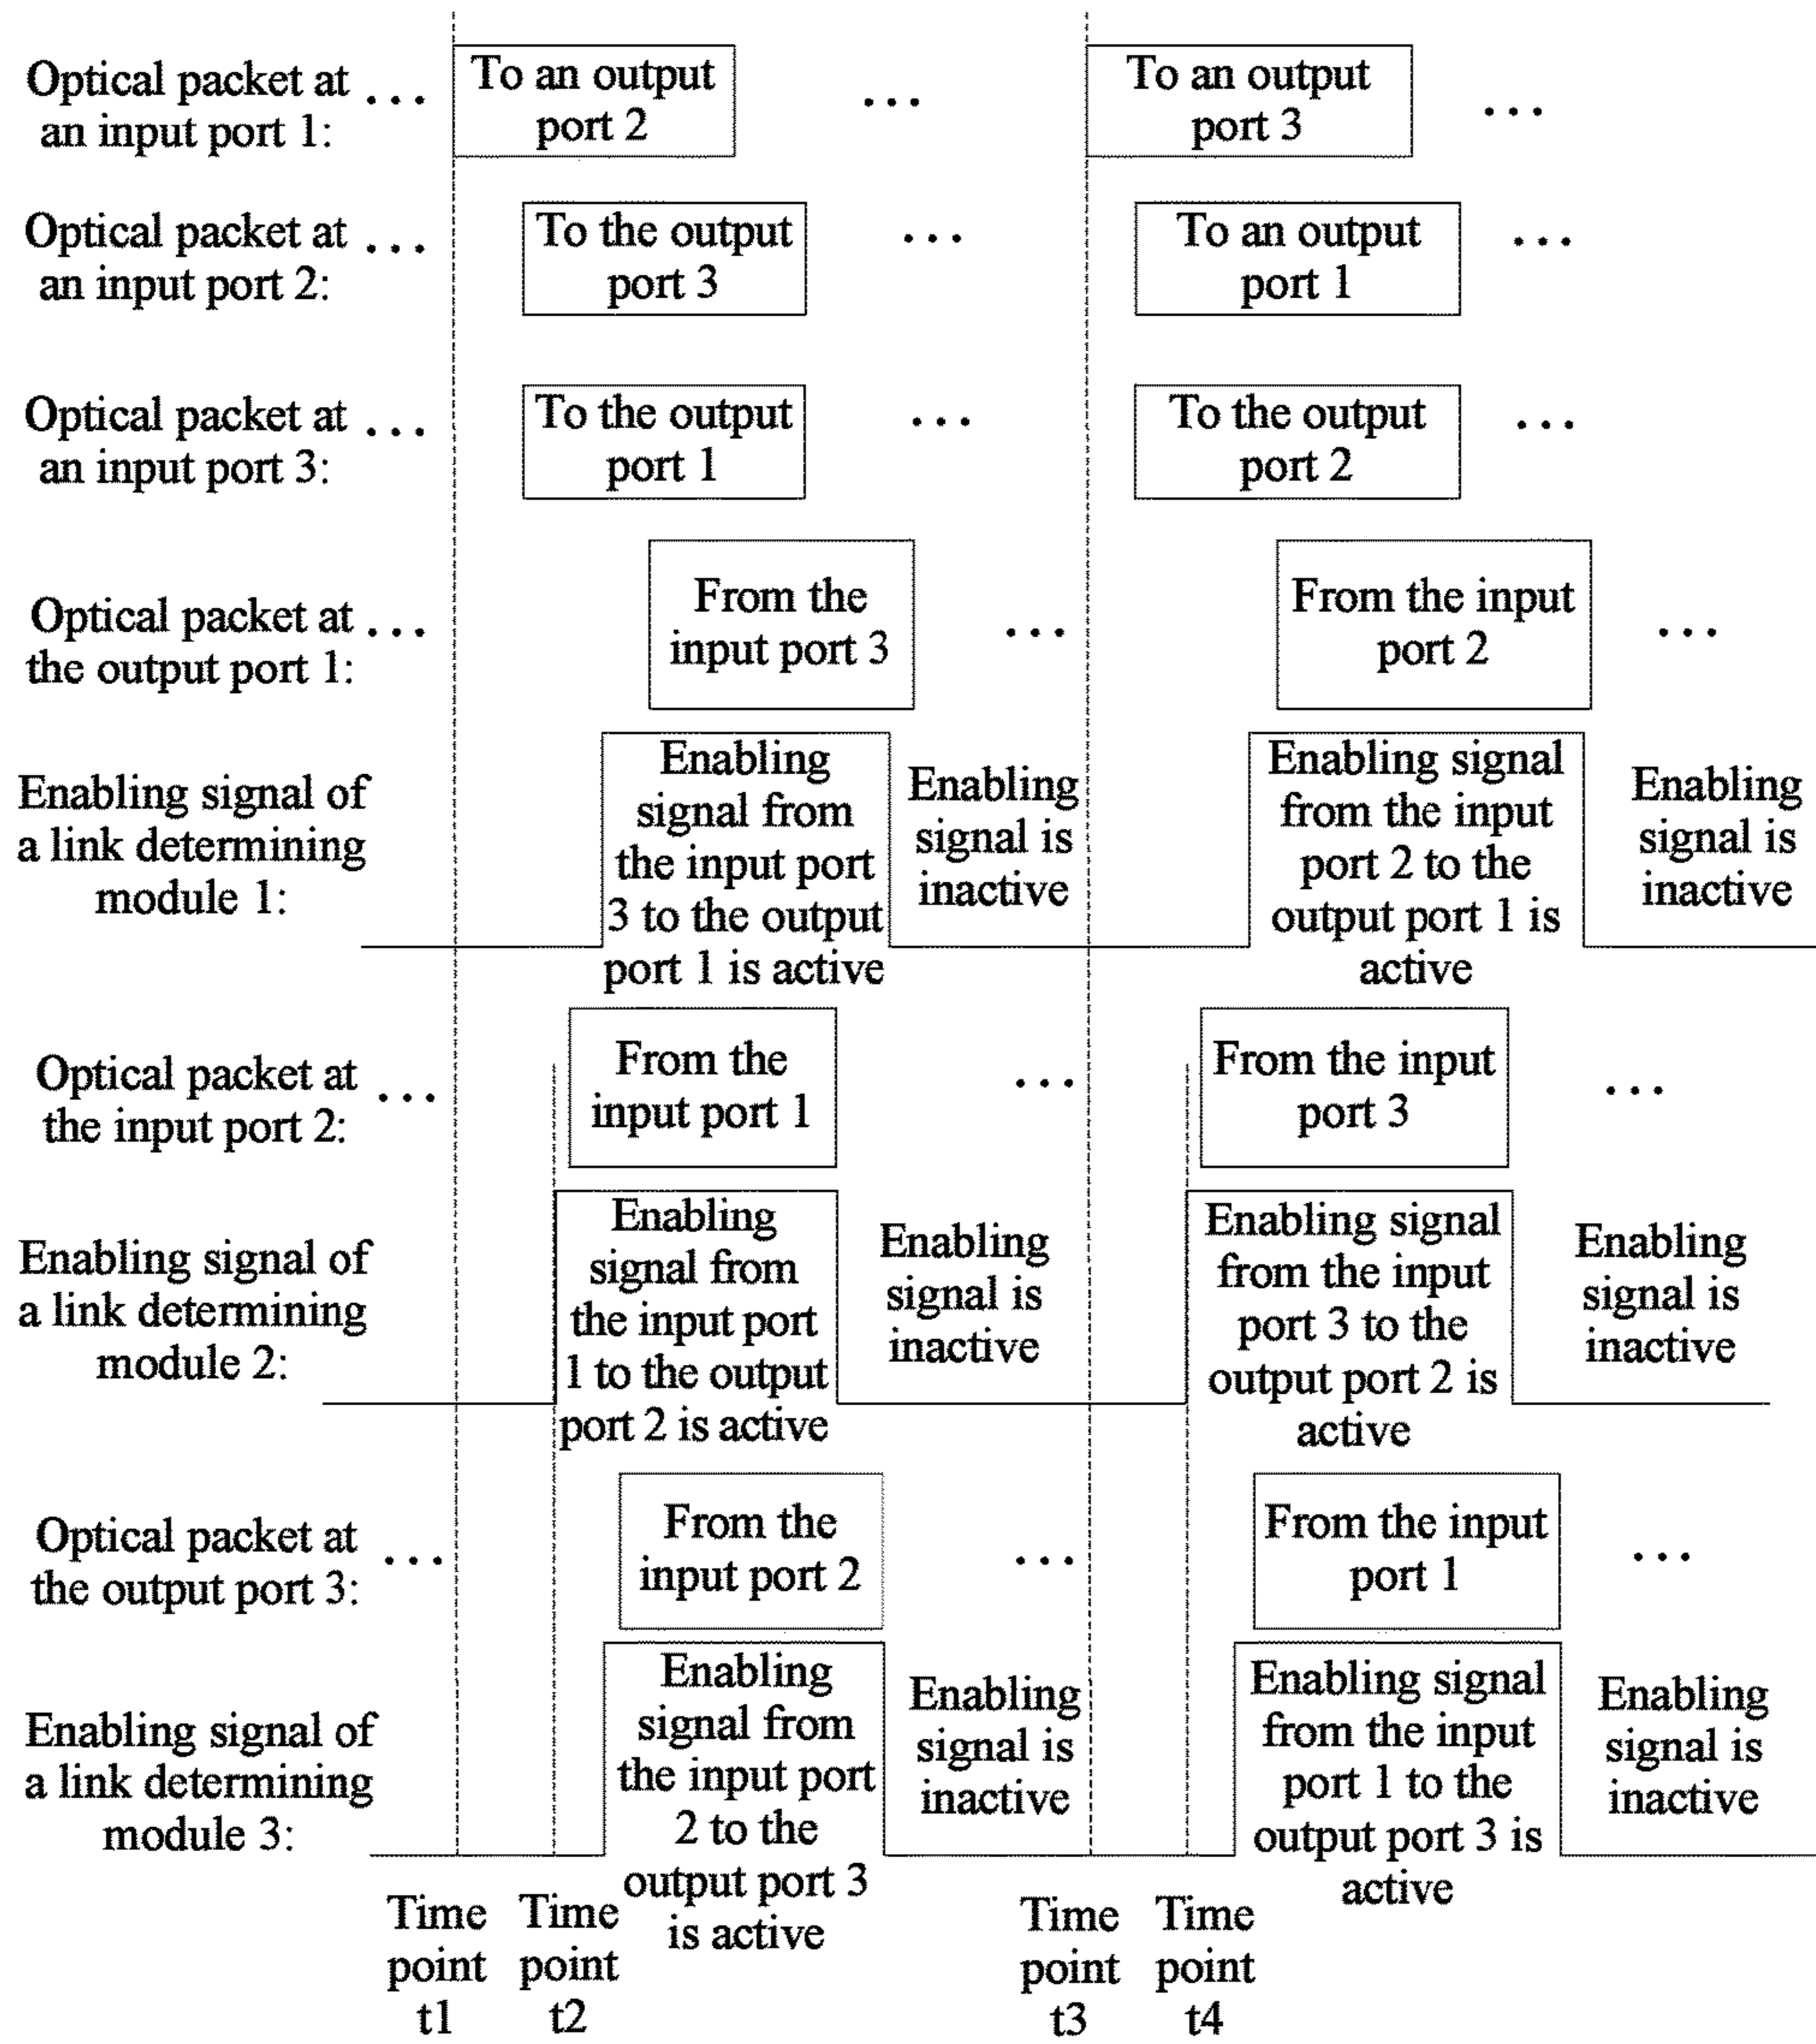 Optical packet at
an input port 1:
...
To an output
port 2
...
To an output
port 3
...
Optical packet at
an input port 2:
...
To the output
port 3
...
To an output
port 1
...
Optical packet at
an input port 3:
...
To the output
port 1
...
To the output
port 2
...
Optical packet at
the output port 1:
...
From the
input port 3
...
From the input
port 2
...
Enabling signal of
a link determining
module 1:
Enabling
signal from
the input port
3 to the output
port 1 is active
Enabling
signal is
inactive
Enabling signal
from the input
port 2 to the
output port 1 is
active
Enabling
signal is
inactive
Optical packet at
the input port 2:
...
From the
input port 1
...
From the input
port 3
...
Enabling signal of
a link determining
module 2:
Enabling
signal from
the input port
1 to the output
port 2 is active
Enabling
signal is
inactive
Enabling signal
from the input
port 3 to the
output port 2 is
active
Enabling
signal is
inactive
Optical packet at
the output port 3:
...
From the
input port 2
...
From the input
port 1
...
Enabling signal of
a link determining
module 3:
Enabling
signal from
the input port
2 to the
output port 3
is active
Enabling
signal is
inactive
Enabling signal
from the input
port 1 to the
output port 3 is
active
Enabling
signal is
inactive
Time
point
t1
Time
point
t2
Time
point
t3
Time
point
t4